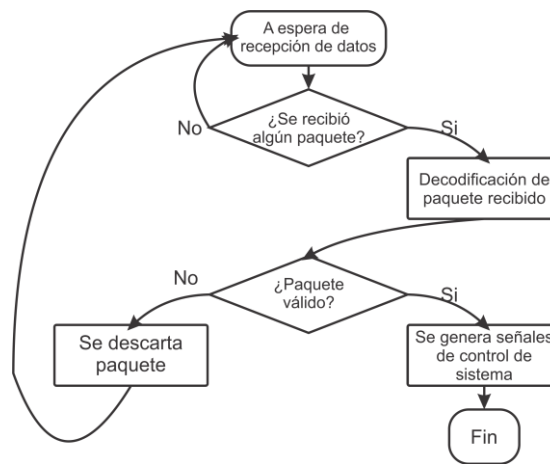 A espera de
recepción de datos
¿Se recibió
algún paquete?
No
Si
Decodificación de
paquete recibido
¿Paquete
válido?
No
Si
Se descarta
paquete
Se genera señales
de control de
sistema
Fin